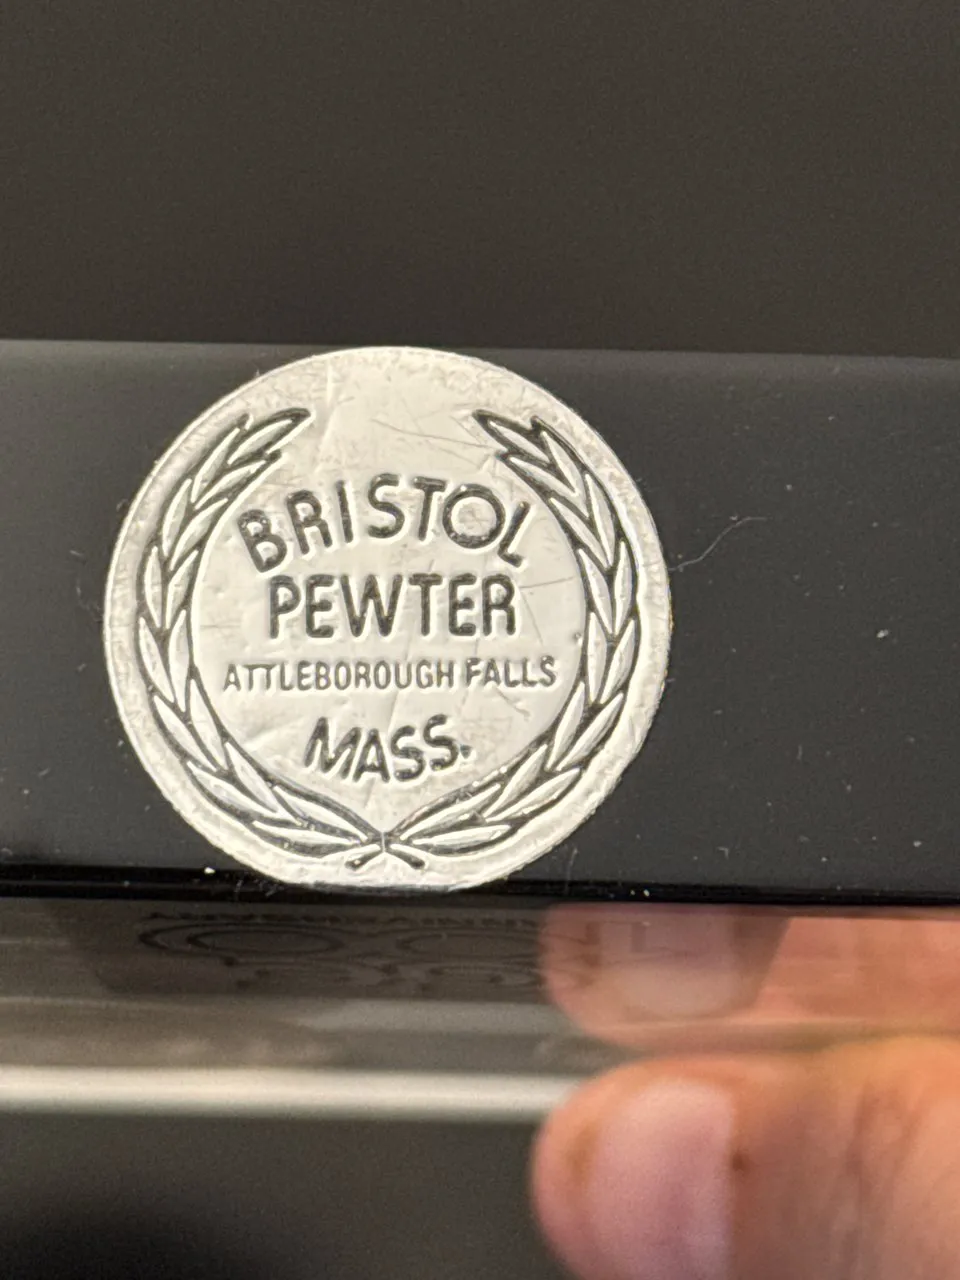 BRISTOL
PEWTER
ATTLEBOROUGH FALLS
MASS.